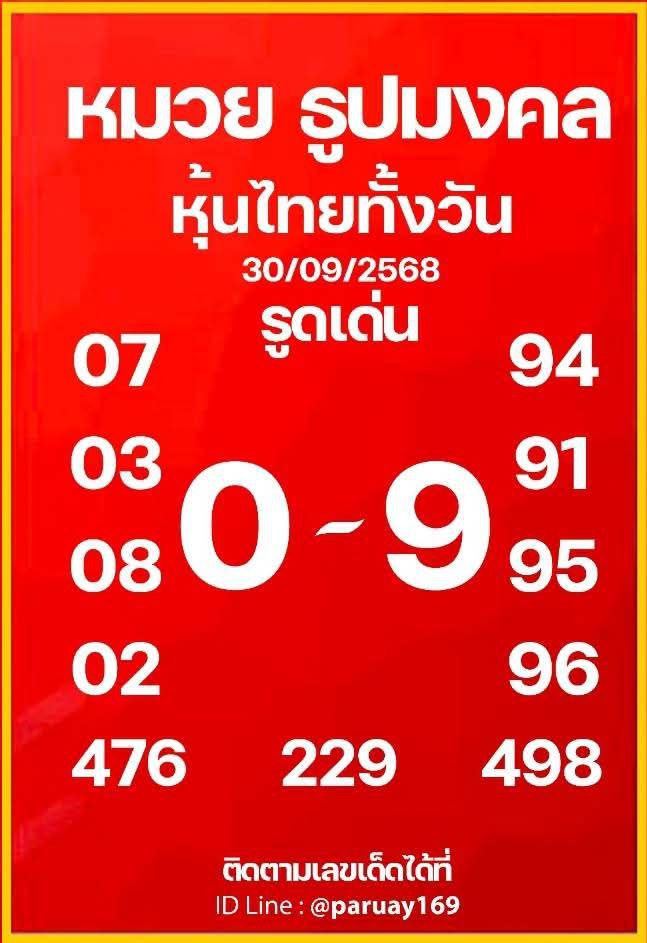 หมวย ธูปมงคล
หุ้นไทยทั้งวัน
30/09/2568
รูดเด่น
07
94
03
91
0 - 9
08
95
02
96
476 229 498
ติดตามเลขเด็ดได้ที่
ID Line : @paruay169